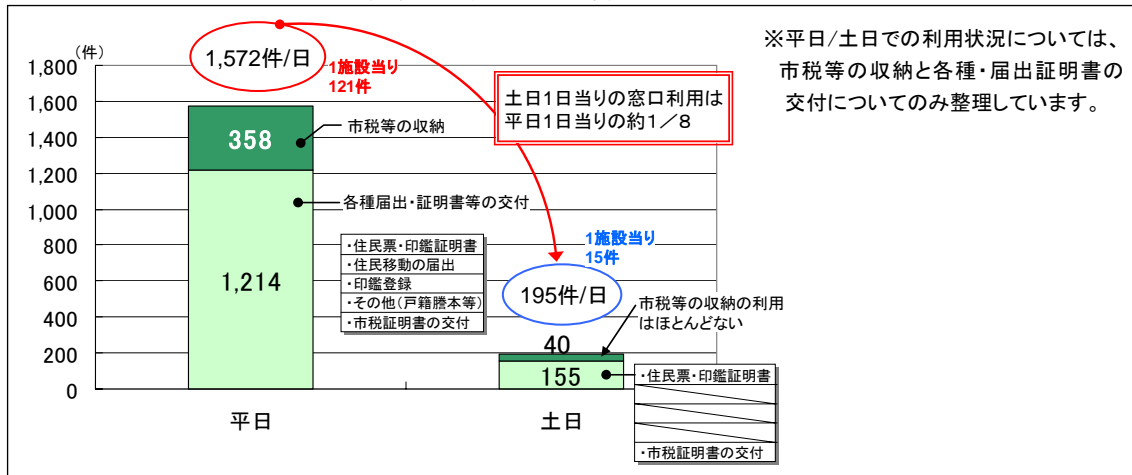 (件)
1,800
1,600
1,400
1,200
1,000
800
600
400
200
0
1,572件/日
1施設当り
121件
土日1日当りの窓口利用は
平日1日当りの約1/8
※平日/土日での利用状況については、
市税等の収納と各種・届出証明書の
交付についてのみ整理しています。
358
市税等の収納
各種届出・証明書等の交付
1,214
・住民票・印鑑証明書
・住民移動の届出
・印鑑登録
・その他(戸籍謄本等)
・市税証明書の交付
1施設当り
15件
195件/日
市税等の収納の利用
はほとんどない
40
155
・住民票・印鑑証明書
・市税証明書の交付
平日
土日